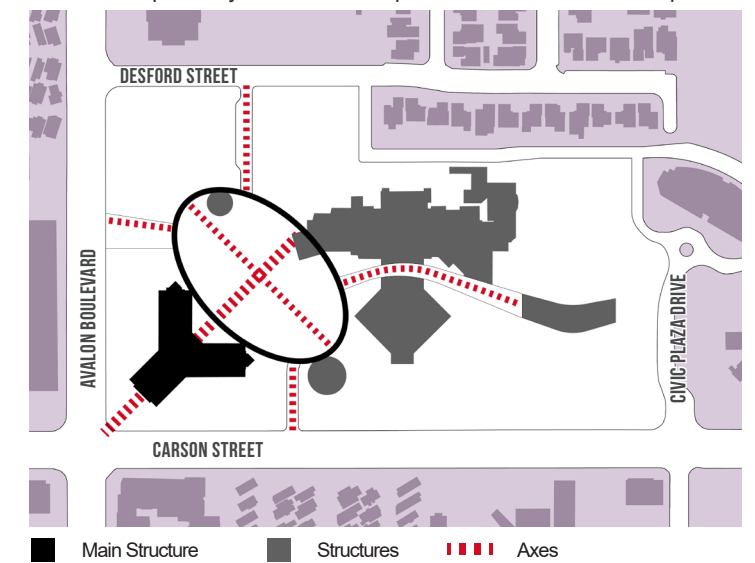 DESFORD STREET
AVALON BOULEVARD
CIVIC PLAZA DRIVE
CARSON STREET
Main Structure
Structures
Axes